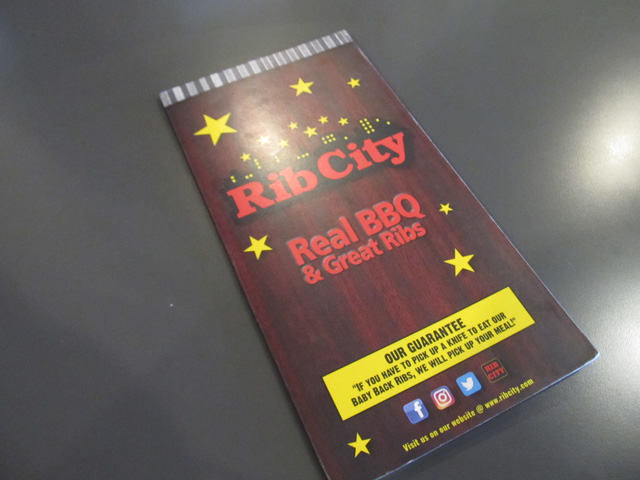 Rib City
Real BBQ
& Great Ribs
OUR GUARANTEE
"IF YOU HAVE TO PICK UP A KNIFE TO EAT OUR
BABY BACK RIBS, WE WILL PICK UP YOUR MEAL!"
RIB
CITY
Visit us on our website @ www.ribcity.com